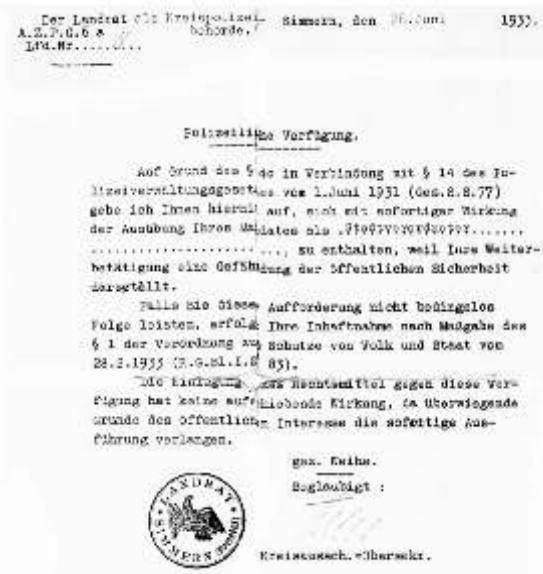 Der Landrat als Kreispolizei- Simmern, den 26.Juni 1933.
A.Z.P.G.6 a behörde.
Lfd.Nr.
Polizeiliche Verfügung.
Auf Grund des § in Verbindung mit § 14 des Po-
lizeiverwaltungsgesetzes vom 1.Juni 1931 (Ges.S.S.77)
gebe ich Ihnen hiermit auf, sich mit sofortiger Wirkung
der Ausübung Ihres Mandates als .Stadtverordneter.......
......................, zu enthalten, weil Ihre Weiter-
betätigung eine Gefährdung der öffentlichen Sicherheit
darstellt.
Falls Sie dieser Aufforderung nicht bedingslos
Folge leisten, erfolgt Ihre Inhaftnahme nach Maßgabe des
§ 1 der Verordnung zum Schutze von Volk und Staat vom
28.2.1933 (R.G.Bl.I.S 83).
Die Einlegung Rechtsmittel gegen diese Ver-
fügung hat keine aufschiebende Wirkung, da überwiegende
Gründe des öffentlichen Interesse die sofortige Aus-
führung verlangen.
gez.
Beglaubigt :
LANDRAT
SIMMERN
Kreisaussch.=Obersekr.